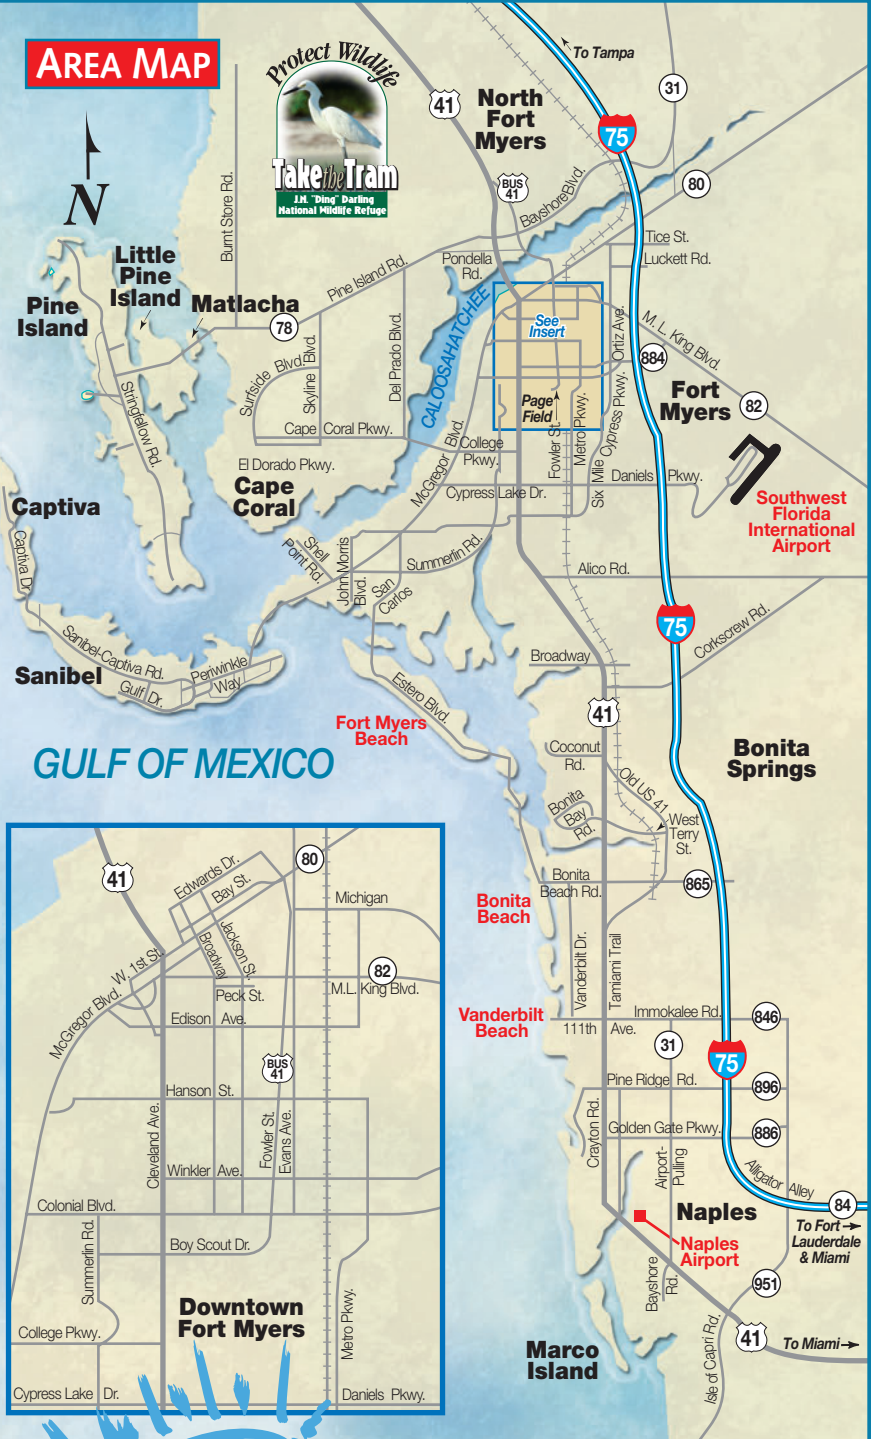 AREA MAP
Protect Wildlife
Take the Tram
J.N. "Ding" Darling
National Wildlife Refuge
N
To Tampa
41
North
Fort
Myers
31
75
BUS
41
80
Bayshore Blvd.
Burnt Store Rd.
Tice St.
Luckett Rd.
Pondella
Rd.
Pine Island Rd.
Little
Pine
Island
Pine
Island
Matlacha
78
CALOOSAHATCHEE
See
Insert
Ortiz Ave.
M. L. King Blvd.
884
Surfside Blvd.
Skyline Blvd.
Del Prado Blvd.
Fort
Myers
82
Page
Field
Stringfellow Rd.
Cape Coral Pkwy.
McGregor Blvd.
College
Pkwy.
Fowler St.
Metro Pkwy.
Six Mile Cypress Pkwy.
El Dorado Pkwy.
Cape
Coral
Cypress Lake Dr.
Daniels Pkwy.
Southwest
Florida
International
Airport
Captiva
Captiva Dr.
Shell
Point Rd.
John Morris
Blvd.
Summerlin Rd.
San
Carlos
Alico Rd.
75
Corkscrew Rd.
Sanibel-Captiva Rd.
Periwinkle
Way
Gulf Dr.
Sanibel
Broadway
Estero Blvd.
Fort Myers
Beach
41
GULF OF MEXICO
Coconut
Rd.
Bonita
Springs
Old US 41
Bonita
Bay
Rd.
West
Terry
St.
Bonita
Beach Rd.
865
Bonita
Beach
Vanderbilt Dr.
Tamiami Trail
Vanderbilt
Beach
Immokalee Rd.
846
111th Ave.
31
75
Pine Ridge Rd.
896
Crayton Rd.
Golden Gate Pkwy.
886
Airport-
Pulling
Alligator Alley
84
Naples
To Fort
Lauderdale
& Miami
Naples
Airport
Bayshore
Rd.
951
Isle of Capri Rd.
41
To Miami
Marco
Island
41
Edwards Dr.
Bay St.
80
Michigan
W. 1st St.
Broadway
Jackson St.
82
M.L. King Blvd.
Peck St.
McGregor Blvd.
Edison Ave.
BUS
41
Hanson St.
Cleveland Ave.
Fowler St.
Evans Ave.
Winkler Ave.
Colonial Blvd.
Summerlin Rd.
Boy Scout Dr.
Downtown
Fort Myers
Metro Pkwy.
College Pkwy.
Cypress Lake Dr.
Daniels Pkwy.